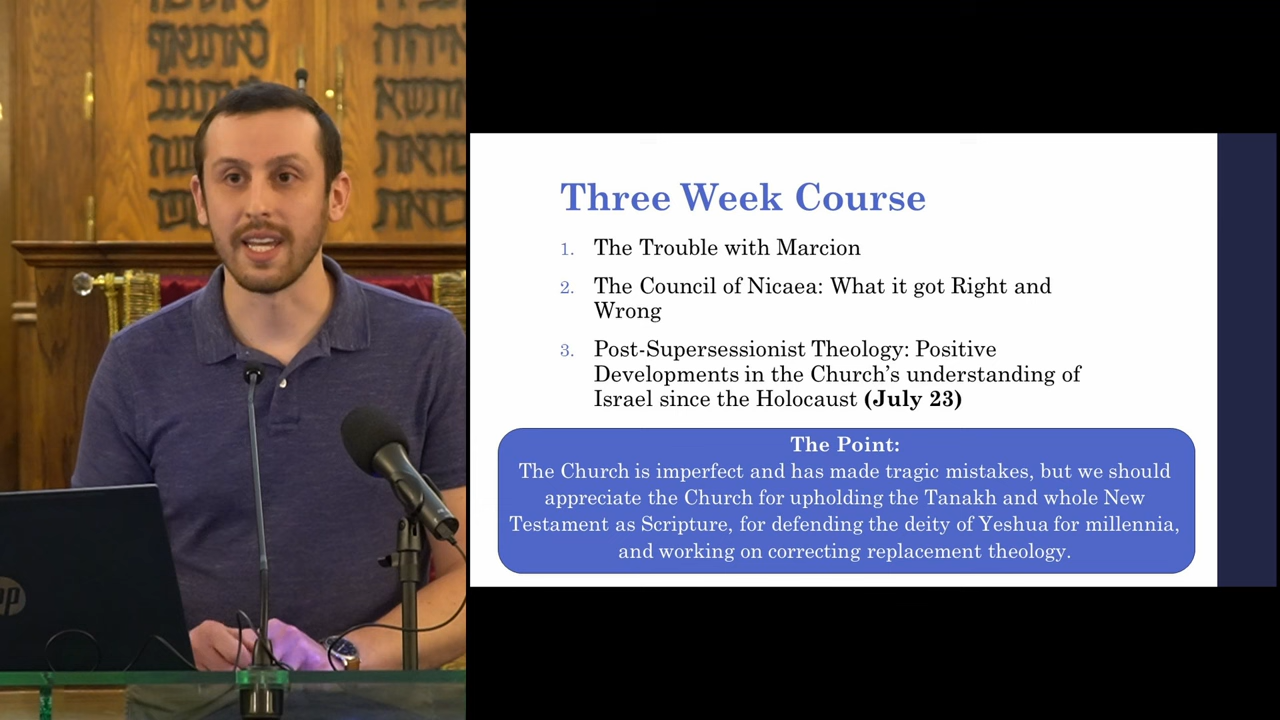 Three Week Course
1. The Trouble with Marcion
2. The Council of Nicaea: What it got Right and
Wrong
3. Post-Supersessionist Theology: Positive
Developments in the Church's understanding of
Israel since the Holocaust (July 23)
The Point:
The Church is imperfect and has made tragic mistakes, but we should
appreciate the Church for upholding the Tanakh and whole New
Testament as Scripture, for defending the deity of Yeshua for millennia,
and working on correcting replacement theology.
hp